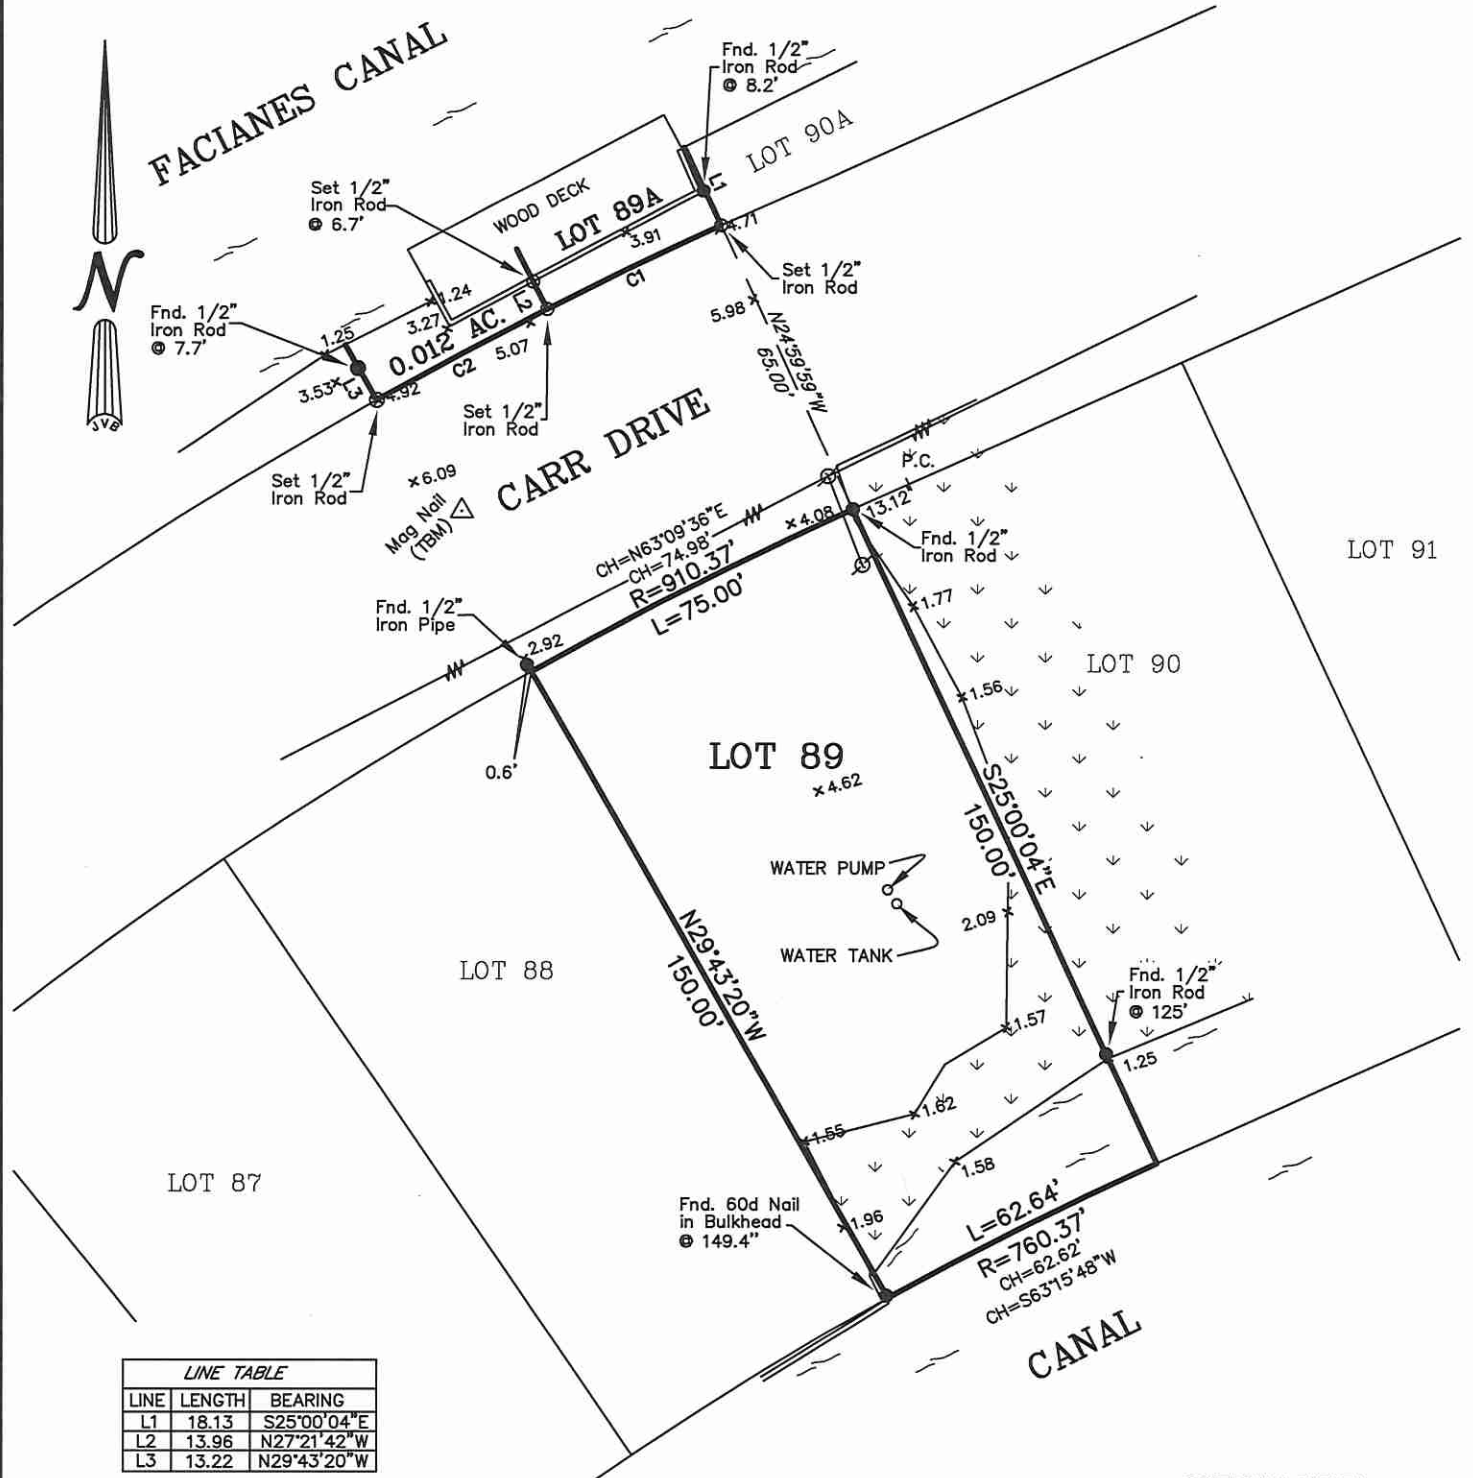 FACIANES CANAL
Fnd. 1/2"
Iron Rod
@ 8.2'
LOT 90A
Set 1/2"
Iron Rod
@ 6.7'
WOOD DECK
LOT 89A
L1
4.71
3.91
C1
Set 1/2"
Iron Rod
N
Fnd. 1/2"
Iron Rod
@ 7.7'
1.24
L2
3.27
1.25
0.012 AC.
5.07
C2
5.98
N24°59'59"W
65.00'
3.53
L3
4.92
JVB
Set 1/2"
Iron Rod
Set 1/2"
Iron Rod
CARR DRIVE
6.09
Mag Nail
(TBM)
P.C.
13.12'
4.08
Fnd. 1/2"
Iron Rod
CH=N63°09'36"E
CH=74.98'
R=910.37'
L=75.00'
LOT 91
Fnd. 1/2"
Iron Pipe
2.92
0.6'
1.77
LOT 90
1.56
LOT 89
4.62
S25°00'04"E
150.00'
WATER PUMP
WATER TANK
2.09
N29°43'20"W
150.00'
LOT 88
Fnd. 1/2"
Iron Rod
@ 125'
1.57
1.25
1.62
1.55
1.58
LOT 87
Fnd. 60d Nail
in Bulkhead
@ 149.4"
1.96
L=62.64'
R=760.37'
CH=62.62'
CH=S63°15'48"W
CANAL
LINE TABLE
LINE LENGTH BEARING
L1 18.13 S25°00'04"E
L2 13.96 N27°21'42"W
L3 13.22 N29°43'20"W